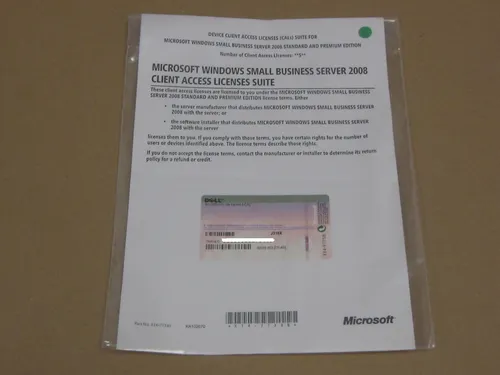 DEVICE CLIENT ACCESS LICENSES (CALs) SUITE FOR
MICROSOFT WINDOWS SMALL BUSINESS SERVER 2008 STANDARD AND PREMIUM EDITION
Number of Client Access Licenses: **5**
MICROSOFT WINDOWS SMALL BUSINESS SERVER 2008
CLIENT ACCESS LICENSES SUITE
These client access licenses are licensed to you under the MICROSOFT WINDOWS SMALL BUSINESS
SERVER 2008 STANDARD AND PREMIUM EDITION license terms. Either
• the server manufacturer that distributes MICROSOFT WINDOWS SMALL BUSINESS SERVER
2008 with the server; or
• the software installer that distributes MICROSOFT WINDOWS SMALL BUSINESS SERVER
2008 with the server
licenses them to you. If you comply with these terms, you have certain rights for the number of
users or devices identified above. The license terms describe these rights.
If you do not accept the license terms, contact the manufacturer or installer to determine its return
policy for a refund or credit.
DELL
Microsoft